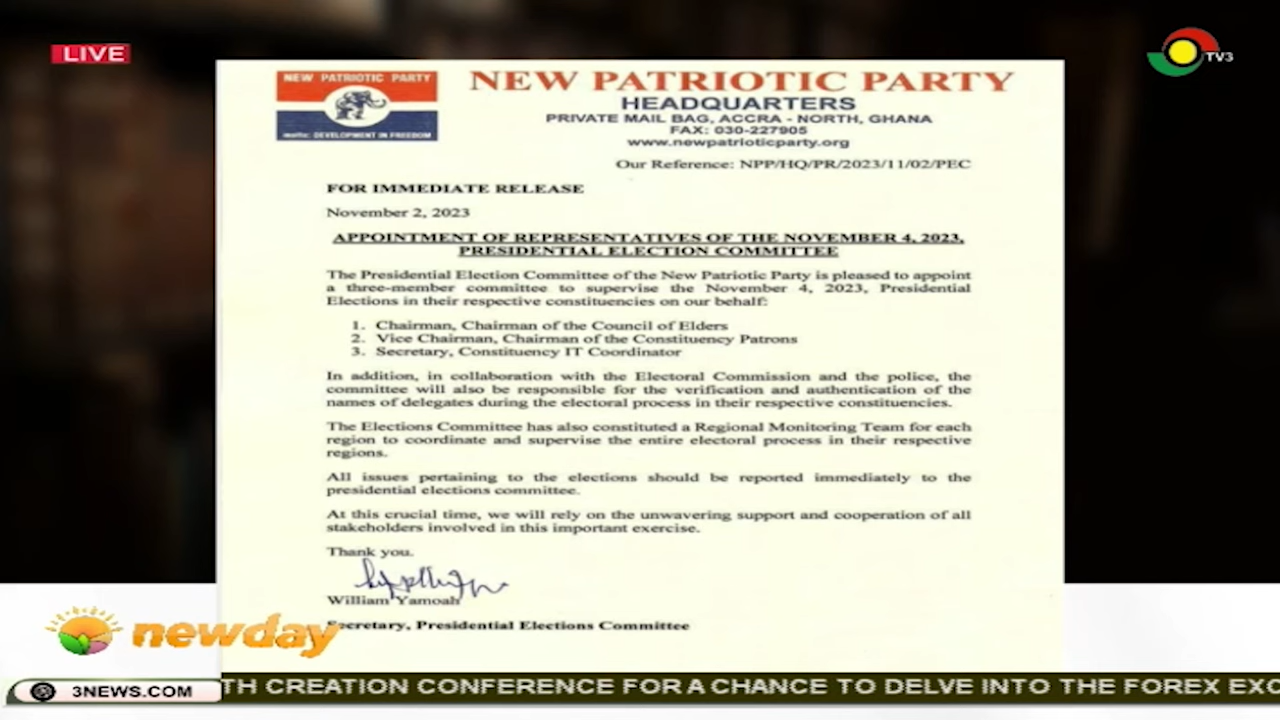 LIVE
TV3
NEW PATRIOTIC PARTY
motto: DEVELOPMENT IN FREEDOM
NEW PATRIOTIC PARTY
HEADQUARTERS
PRIVATE MAIL BAG, ACCRA - NORTH, GHANA
FAX: 030-227905
www.newpatrioticparty.org
Our Reference: NPP/HQ/PR/2023/11/02/PEC
FOR IMMEDIATE RELEASE
November 2, 2023
APPOINTMENT OF REPRESENTATIVES OF THE NOVEMBER 4, 2023,
PRESIDENTIAL ELECTION COMMITTEE
The Presidential Election Committee of the New Patriotic Party is pleased to appoint
a three-member committee to supervise the November 4, 2023, Presidential
Elections in their respective constituencies on our behalf:
1. Chairman, Chairman of the Council of Elders
2. Vice Chairman, Chairman of the Constituency Patrons
3. Secretary, Constituency IT Coordinator
In addition, in collaboration with the Electoral Commission and the police, the
committee will also be responsible for the verification and authentication of the
names of delegates during the electoral process in their respective constituencies.
The Elections Committee has also constituted a Regional Monitoring Team for each
region to coordinate and supervise the entire electoral process in their respective
regions.
All issues pertaining to the elections should be reported immediately to the
presidential elections committee.
At this crucial time, we will rely on the unwavering support and cooperation of all
stakeholders involved in this important exercise.
Thank you.
William Yamoah
Secretary, Presidential Elections Committee
newday
3NEWS.COM
TH CREATION CONFERENCE FOR A CHANCE TO DELVE INTO THE FOREX EXC